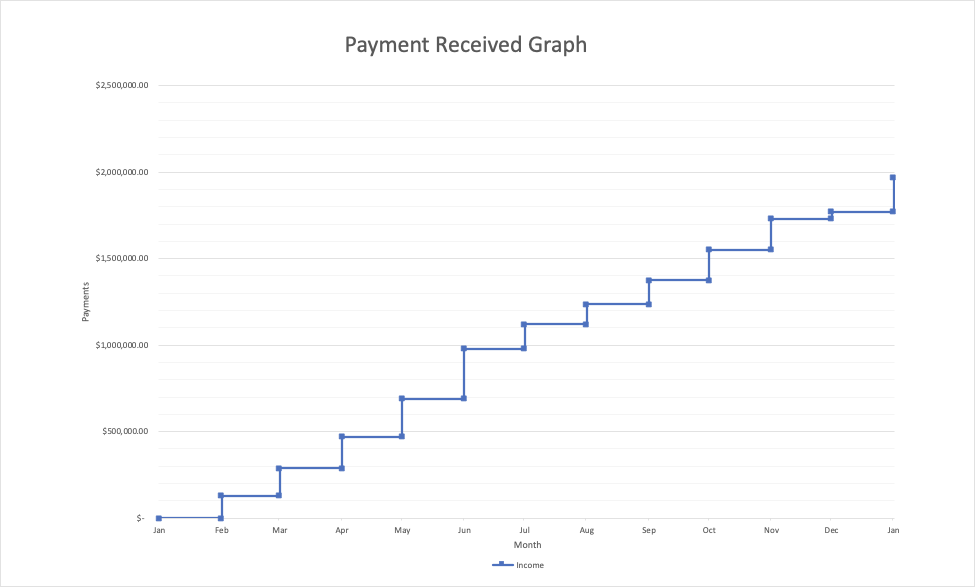 Payment Received Graph
$2,500,000.00
$2,000,000.00
$1,500,000.00
$1,000,000.00
$500,000.00
$-
Payments
Jan Feb Mar Apr May Jun Jul Aug Sep Oct Nov Dec Jan
Month
Income